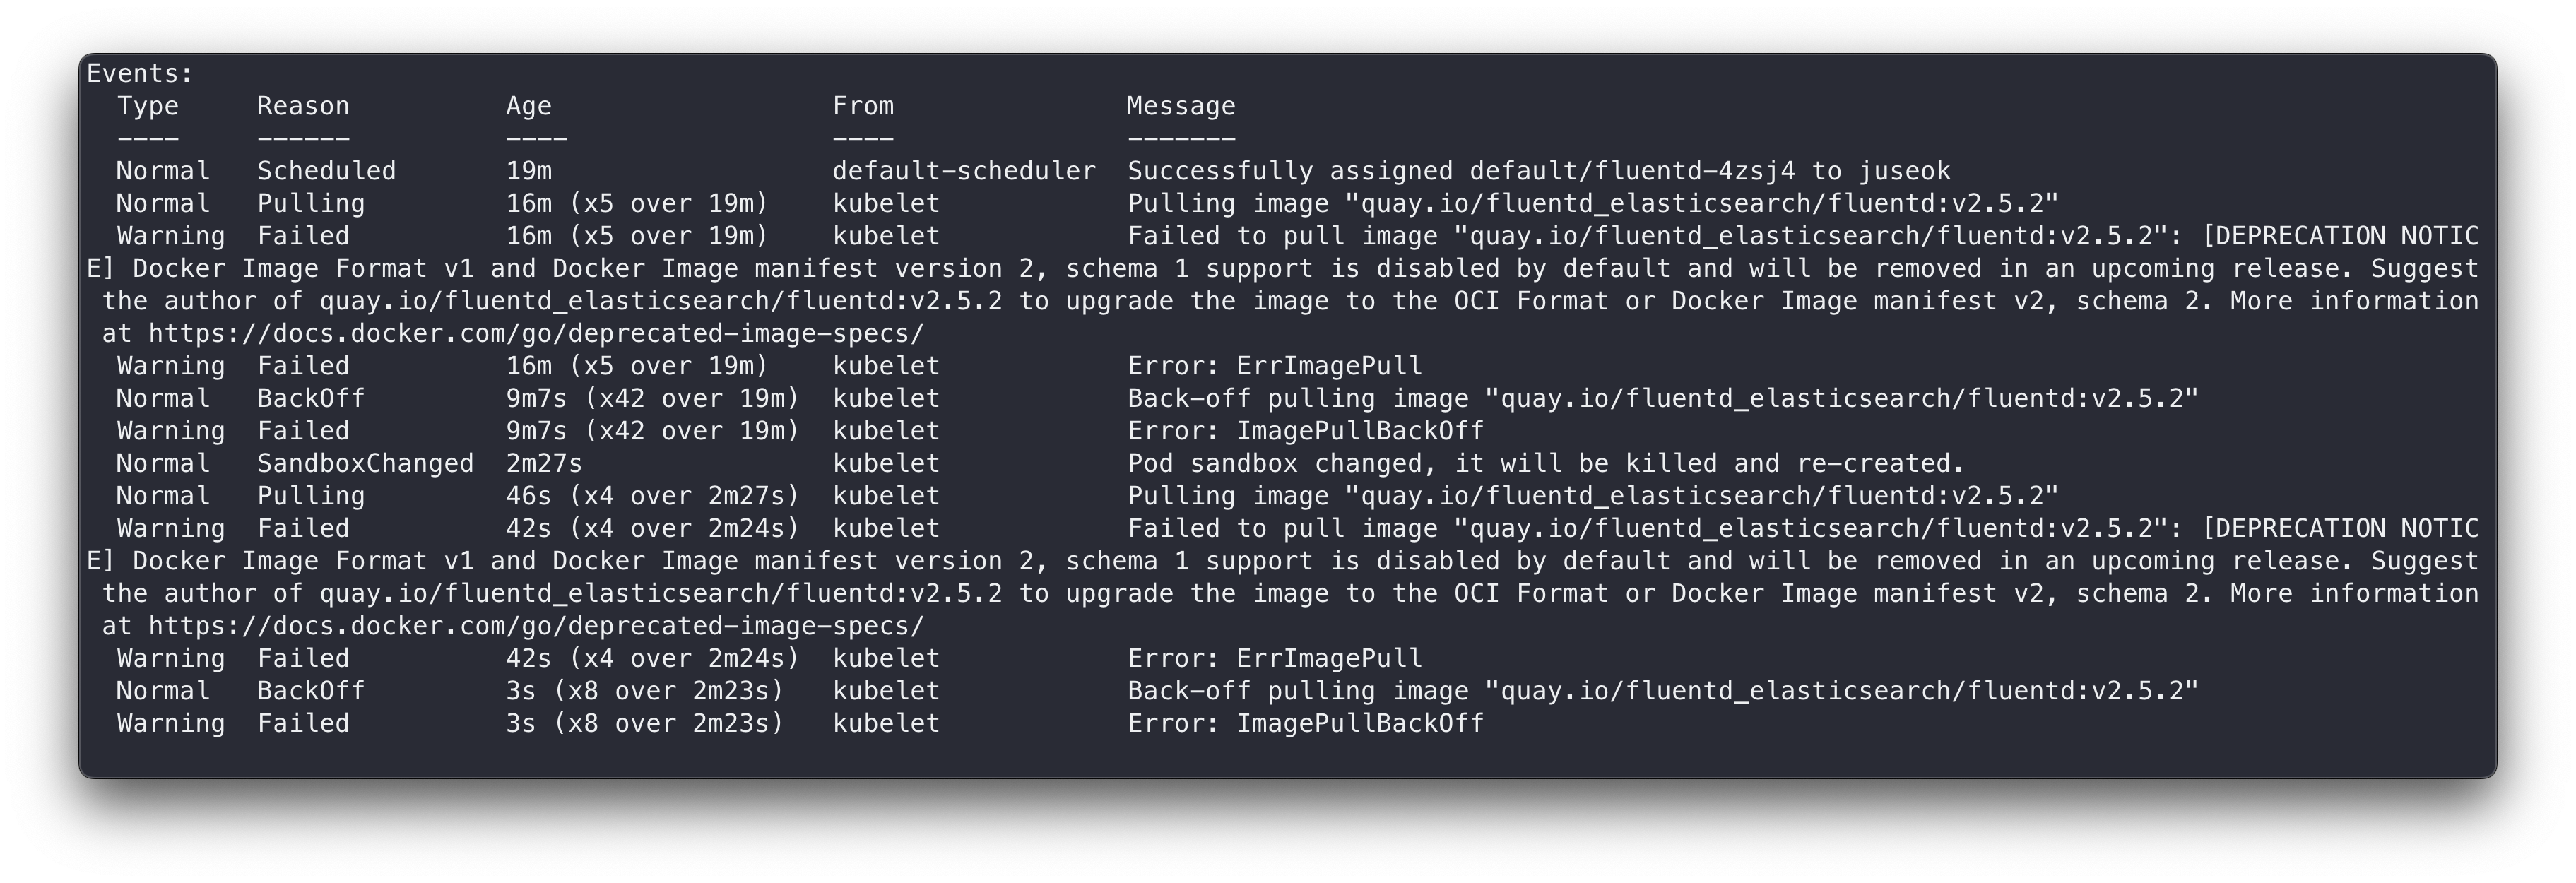 Events:
  Type     Reason          Age                  From               Message
  ----     ------          ----                 ----               -------
  Normal   Scheduled       19m                  default-scheduler  Successfully assigned default/fluentd-4zsj4 to juseok
  Normal   Pulling         16m (x5 over 19m)    kubelet            Pulling image "quay.io/fluentd_elasticsearch/fluentd:v2.5.2"
  Warning  Failed          16m (x5 over 19m)    kubelet            Failed to pull image "quay.io/fluentd_elasticsearch/fluentd:v2.5.2": [DEPRECATION NOTIC
E] Docker Image Format v1 and Docker Image manifest version 2, schema 1 support is disabled by default and will be removed in an upcoming release. Suggest
 the author of quay.io/fluentd_elasticsearch/fluentd:v2.5.2 to upgrade the image to the OCI Format or Docker Image manifest v2, schema 2. More information
 at https://docs.docker.com/go/deprecated-image-specs/
  Warning  Failed          16m (x5 over 19m)    kubelet            Error: ErrImagePull
  Normal   BackOff         9m7s (x42 over 19m)  kubelet            Back-off pulling image "quay.io/fluentd_elasticsearch/fluentd:v2.5.2"
  Warning  Failed          9m7s (x42 over 19m)  kubelet            Error: ImagePullBackOff
  Normal   SandboxChanged  2m27s                kubelet            Pod sandbox changed, it will be killed and re-created.
  Normal   Pulling         46s (x4 over 2m27s)  kubelet            Pulling image "quay.io/fluentd_elasticsearch/fluentd:v2.5.2"
  Warning  Failed          42s (x4 over 2m24s)  kubelet            Failed to pull image "quay.io/fluentd_elasticsearch/fluentd:v2.5.2": [DEPRECATION NOTIC
E] Docker Image Format v1 and Docker Image manifest version 2, schema 1 support is disabled by default and will be removed in an upcoming release. Suggest
 the author of quay.io/fluentd_elasticsearch/fluentd:v2.5.2 to upgrade the image to the OCI Format or Docker Image manifest v2, schema 2. More information
 at https://docs.docker.com/go/deprecated-image-specs/
  Warning  Failed          42s (x4 over 2m24s)  kubelet            Error: ErrImagePull
  Normal   BackOff         3s (x8 over 2m23s)   kubelet            Back-off pulling image "quay.io/fluentd_elasticsearch/fluentd:v2.5.2"
  Warning  Failed          3s (x8 over 2m23s)   kubelet            Error: ImagePullBackOff